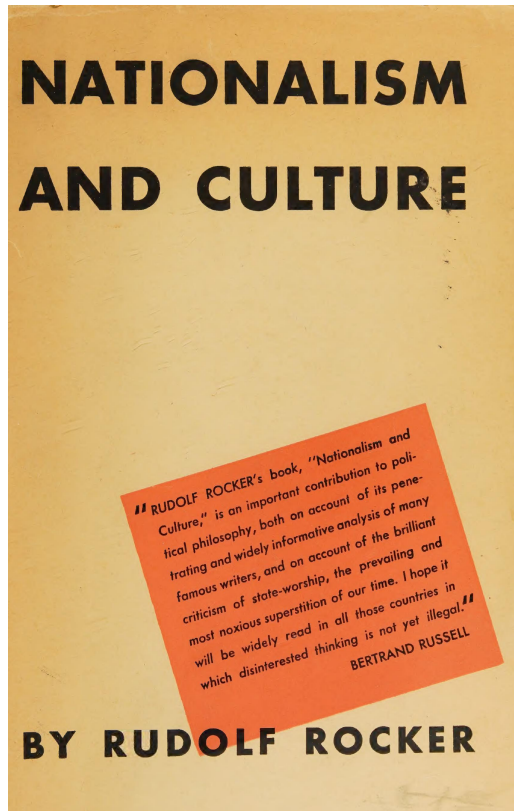 NATIONALISM
AND CULTURE
"RUDOLF ROCKER's book, "Nationalism and
Culture," is an important contribution to poli-
tical philosophy, both on account of its pene-
trating and widely informative analysis of many
famous writers, and on account of the brilliant
criticism of state-worship, the prevailing and
most noxious superstition of our time. I hope it
will be widely read in all those countries in
which disinterested thinking is not yet illegal."
BERTRAND RUSSELL
BY RUDOLF ROCKER